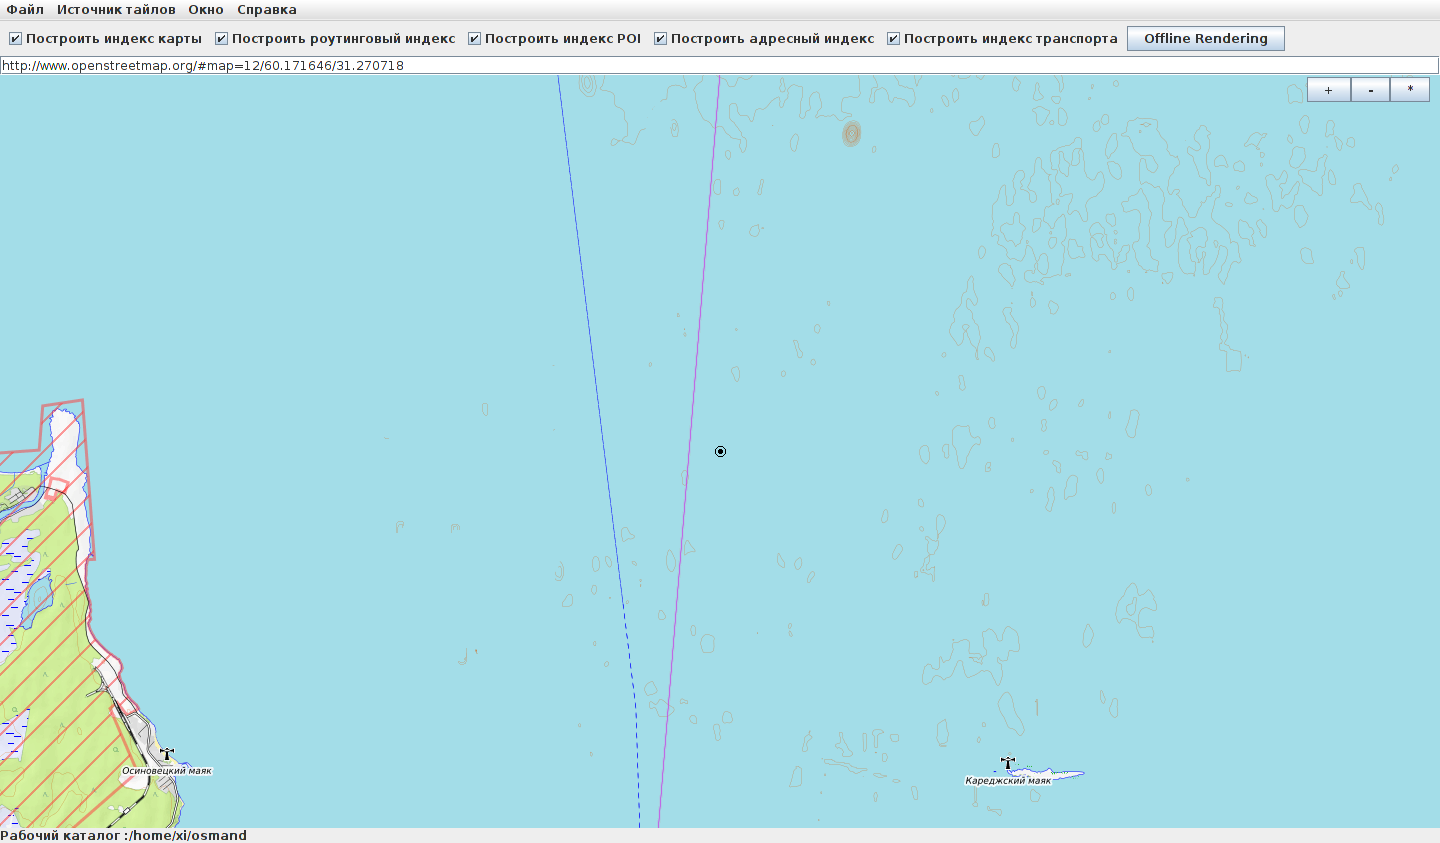 Файл Источник тайлов Окно Справка
Построить индекс карты Построить роутинговый индекс Построить индекс POI Построить адресный индекс Построить индекс транспорта Offline Rendering
http://www.openstreetmap.org/#map=12/60.171646/31.270718
+ - *
Осиновецкий маяк
Кареджский маяк
Рабочий каталог :/home/xi/osmand